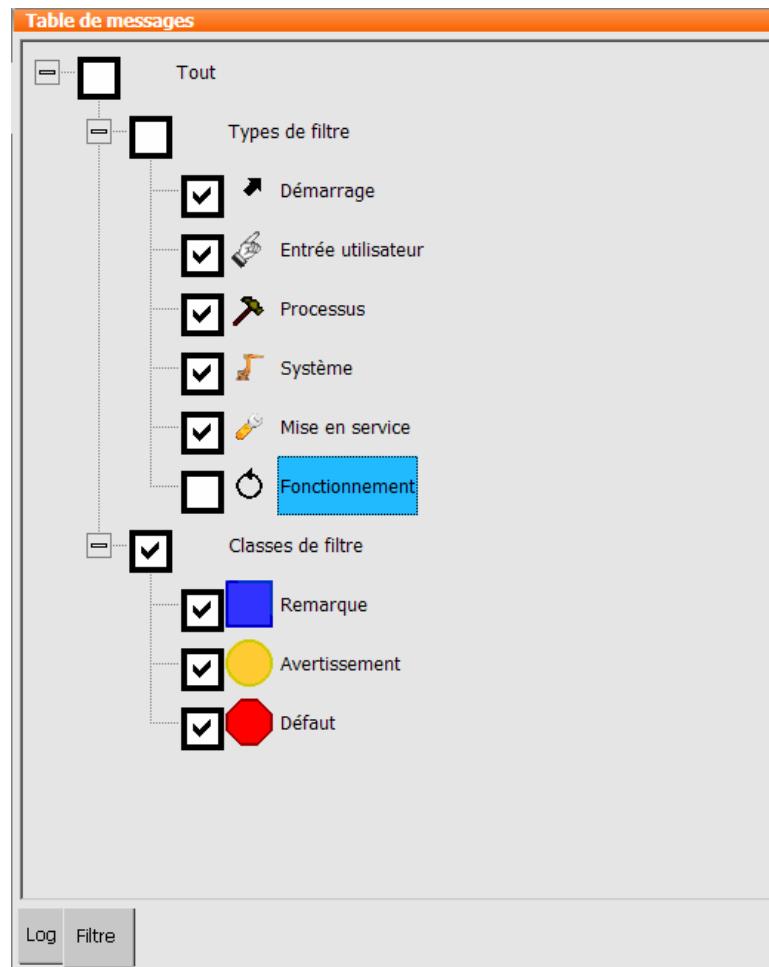 Table de messages
Tout
Types de filtre
Démarrage
Entrée utilisateur
Processus
Système
Mise en service
Fonctionnement
Classes de filtre
Remarque
Avertissement
Défaut
Log Filtre